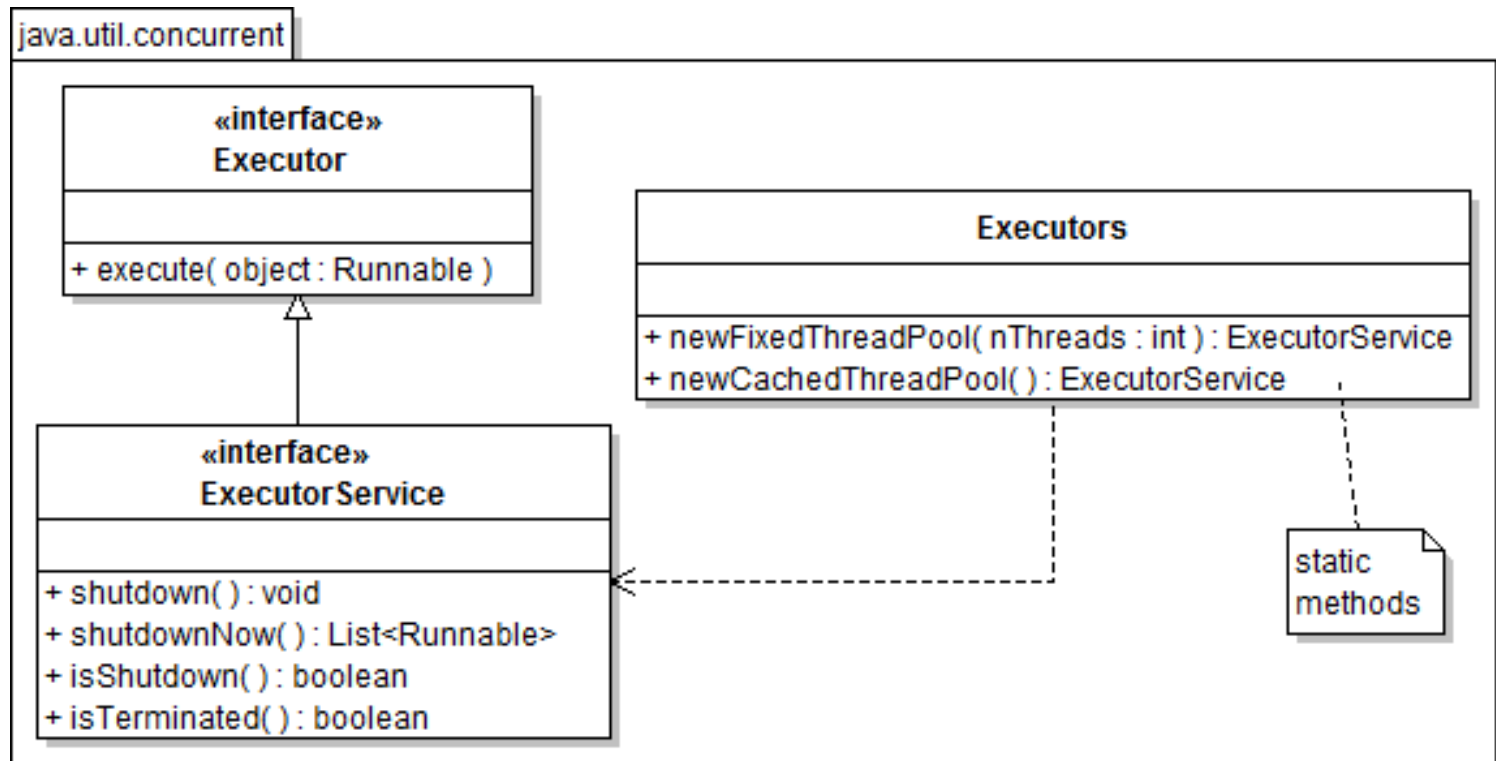 java.util.concurrent
«interface»
Executor
+ execute( object : Runnable )
Executors
+ newFixedThreadPool( nThreads : int ) : ExecutorService
+ newCachedThreadPool( ) : ExecutorService
«interface»
ExecutorService
+ shutdown( ) : void
+ shutdownNow( ) : List<Runnable>
+ isShutdown( ) : boolean
+ isTerminated( ) : boolean
static
methods